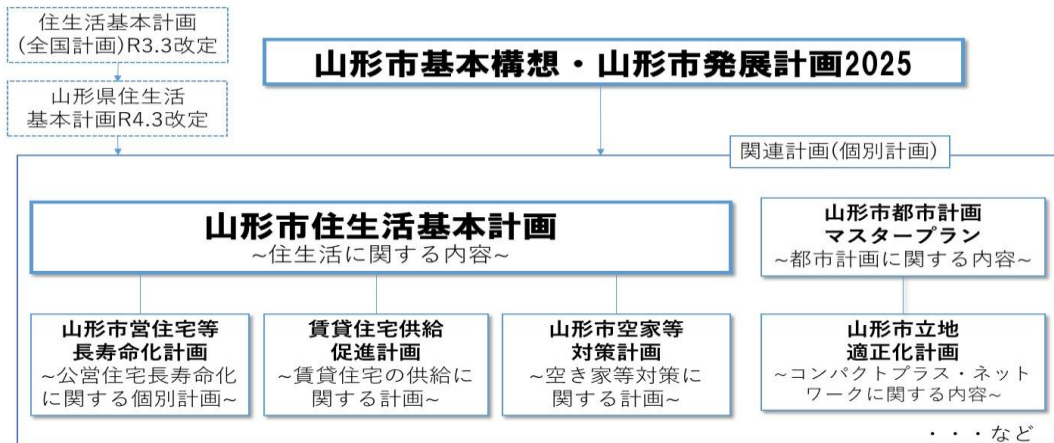 住生活基本計画
(全国計画)R3.3改定
山形市基本構想・山形市発展計画2025
山形県住生活
基本計画R4.3改定
関連計画(個別計画)
山形市住生活基本計画
~住生活に関する内容~
山形市都市計画
マスタープラン
~都市計画に関する内容~
山形市営住宅等
長寿命化計画
~公営住宅長寿命化
に関する個別計画~
賃貸住宅供給
促進計画
~賃貸住宅の供給に
関する計画~
山形市空家等
対策計画
~空き家等対策に
関する計画~
山形市立地
適正化計画
~コンパクトプラス・ネット
ワークに関する内容~
・・・など